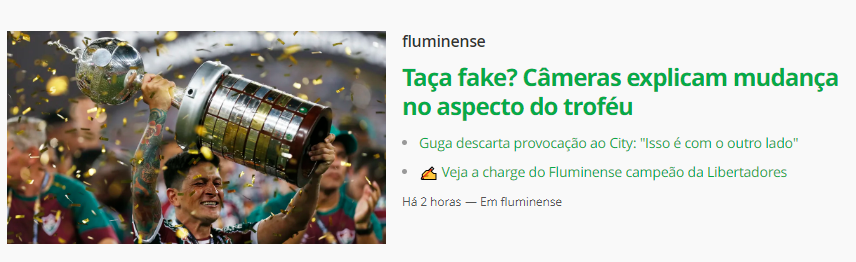 fluminense
Taça fake? Câmeras explicam mudança
no aspecto do troféu
Guga descarta provocação ao City: "Isso é com o outro lado"
✍️ Veja a charge do Fluminense campeão da Libertadores
Há 2 horas — Em fluminense